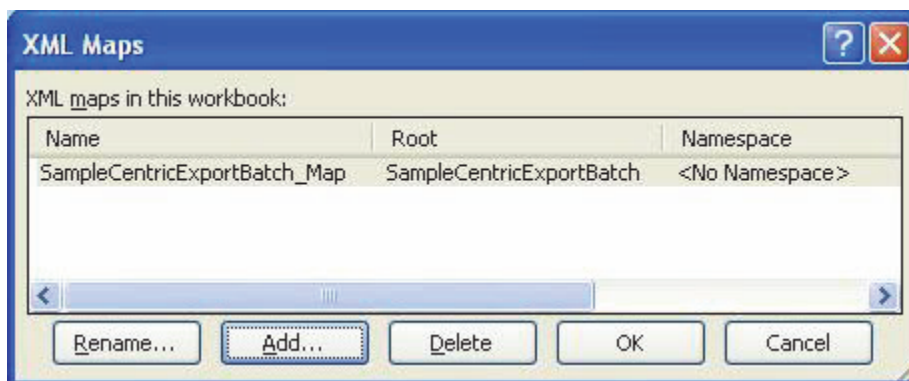 XML Maps
XML maps in this workbook:
Name Root Namespace
SampleCentricExportBatch_Map SampleCentricExportBatch <No Namespace>
Rename... Add... Delete OK Cancel